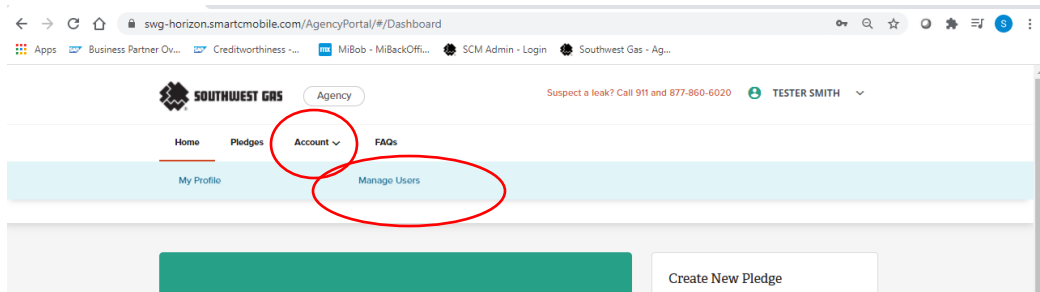 swg-horizon.smartcmobile.com/AgencyPortal/#/Dashboard
S
Apps Business Partner Ov... Creditworthiness -... MiBob - MiBackOffi... SCM Admin - Login Southwest Gas - Ag...
SOUTHWEST GAS Agency Suspect a leak? Call 911 and 877-860-6020 TESTER SMITH
Home Pledges Account FAQs
My Profile Manage Users
Create New Pledge